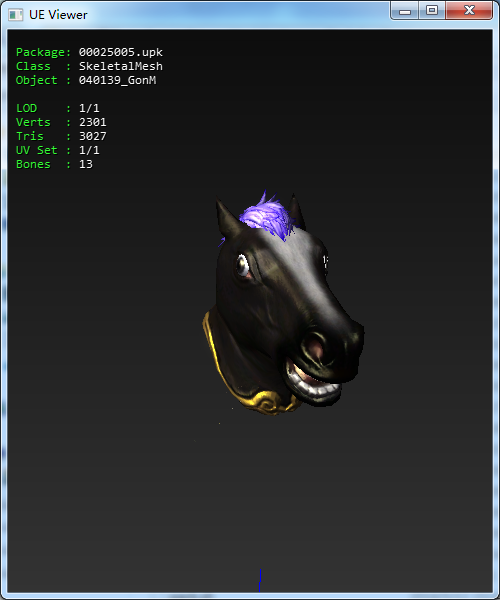 UE Viewer
Package: 00025005.upk
Class : SkeletalMesh
Object : 040139_GonM
LOD : 1/1
Verts : 2301
Tris : 3027
UV Set : 1/1
Bones : 13